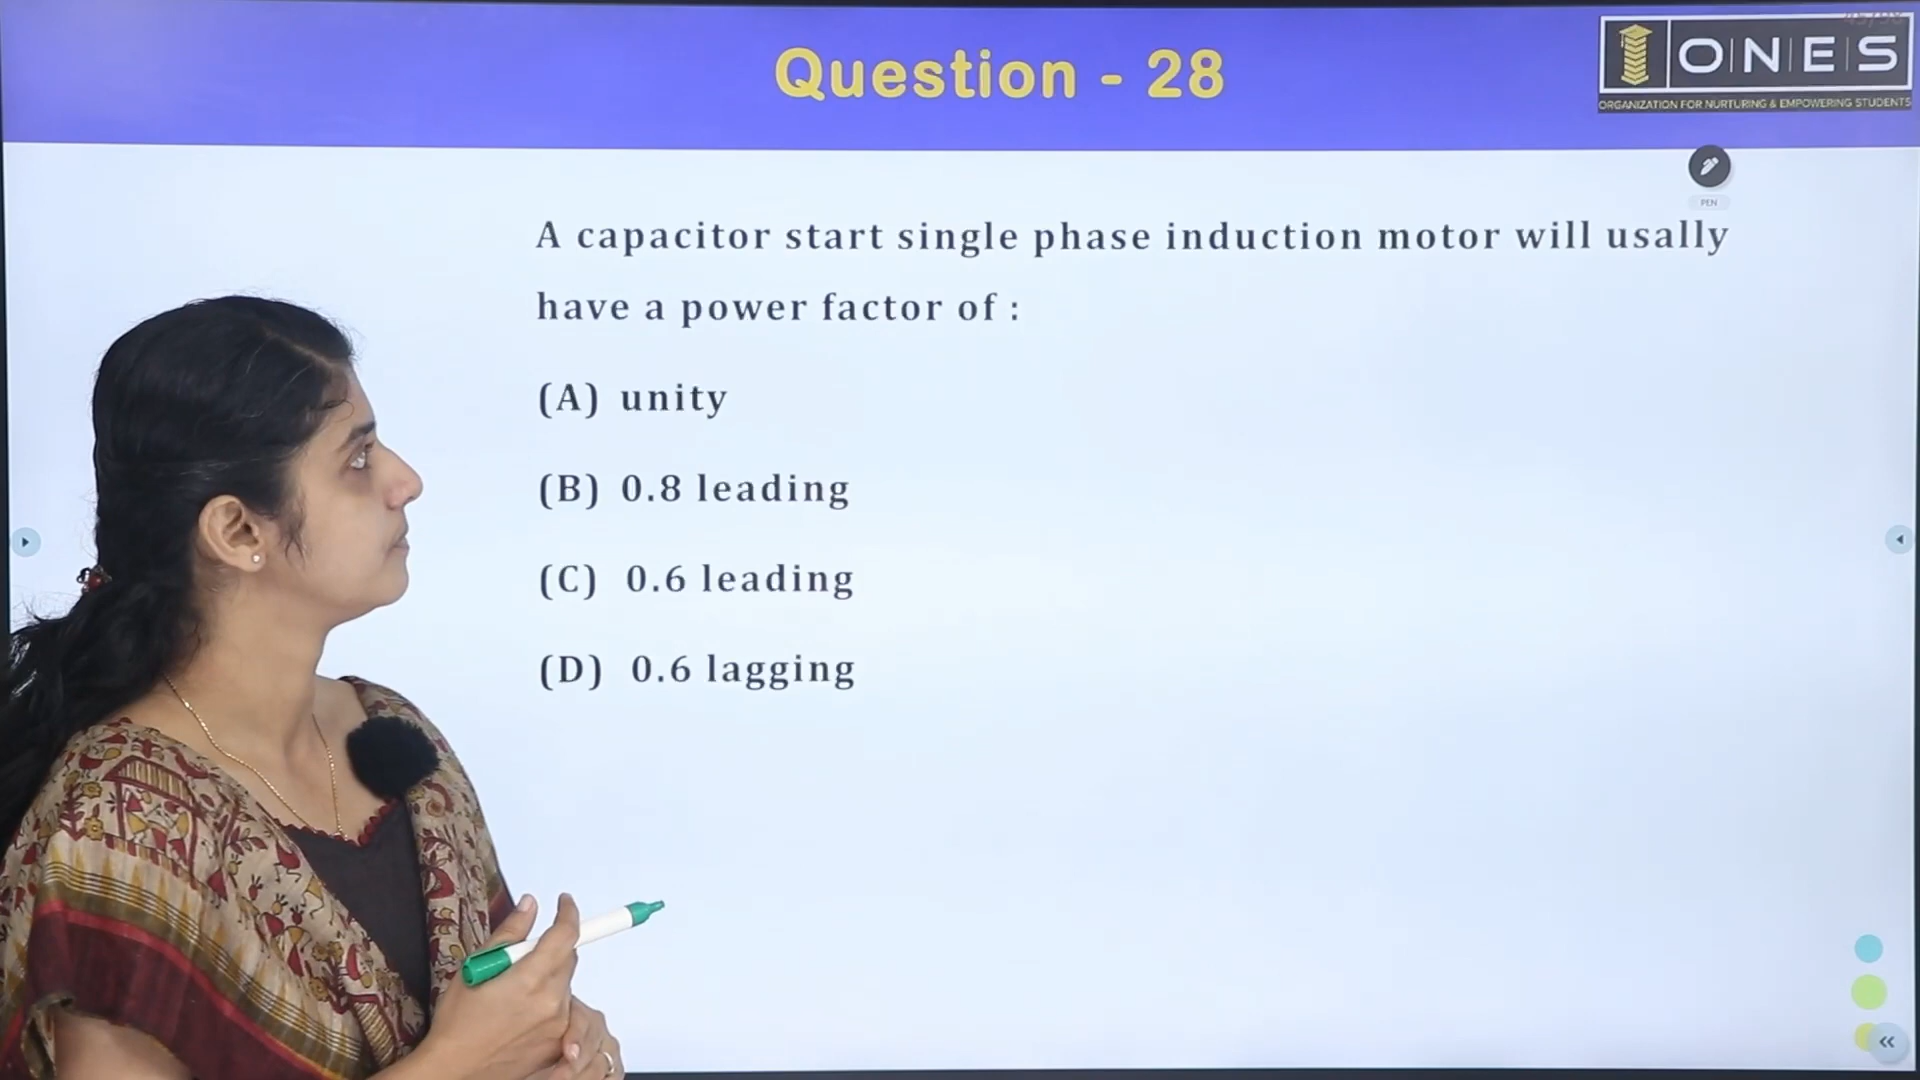 Question - 28
ONES
ORGANIZATION FOR NURTURING & EMPOWERING STUDENTS
PEN
A capacitor start single phase induction motor will usally
have a power factor of :
(A) unity
(B) 0.8 leading
(C) 0.6 leading
(D) 0.6 lagging